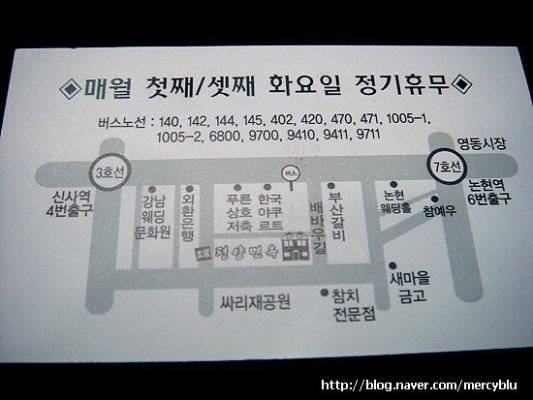 매월 첫째/셋째 화요일 정기휴무
버스노선 : 140, 142, 144, 145, 402, 420, 470, 471, 1005-1,
1005-2, 6800, 9700, 9410, 9411, 9711
영동시장
3호선
버스
7호선
신사역
4번출구
강남
웨딩
문화원
외환은행
푸른
상호
저축
한국
야쿠
르트
배바우길
부산갈비
논현
웨딩홀
참예우
논현역
6번출구
평양면옥
싸리재공원
참치
전문점
새마을
금고
http://blog.naver.com/mercyblu